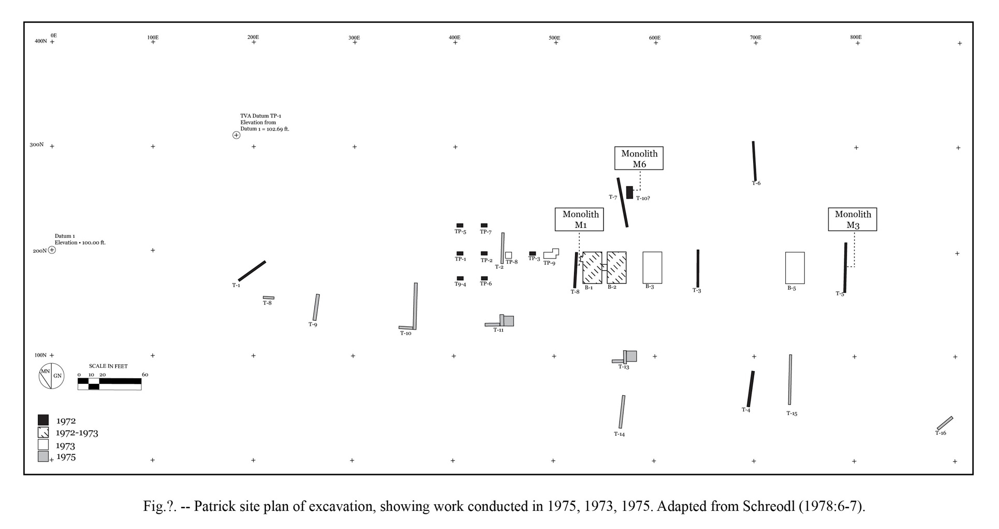 0E
100E
200E
300E
400E
500E
600E
700E
800E
400N
TVA Datum TP-1
Elevation from
Datum 1 = 102.69 ft.
300N
Monolith
M6
T-6
T-7
T-10?
Monolith
M1
Monolith
M3
TP-5
TP-7
Datum 1
Elevation • 100.00 ft.
200N
TP-1
TP-2
T-2
TP-8
TP-3
TP-9
T9-4
TP-6
T-1
T-8
B-1
B-2
B-3
T-3
B-5
T-5
T-8
T-9
T-10
T-11
100N
MN
GN
SCALE IN FEET
0 10 20 60
T-13
T-4
T-15
T-14
T-16
1972
1972-1973
1973
1975
Fig.?. -- Patrick site plan of excavation, showing work conducted in 1975, 1973, 1975. Adapted from Schreodl (1978:6-7).